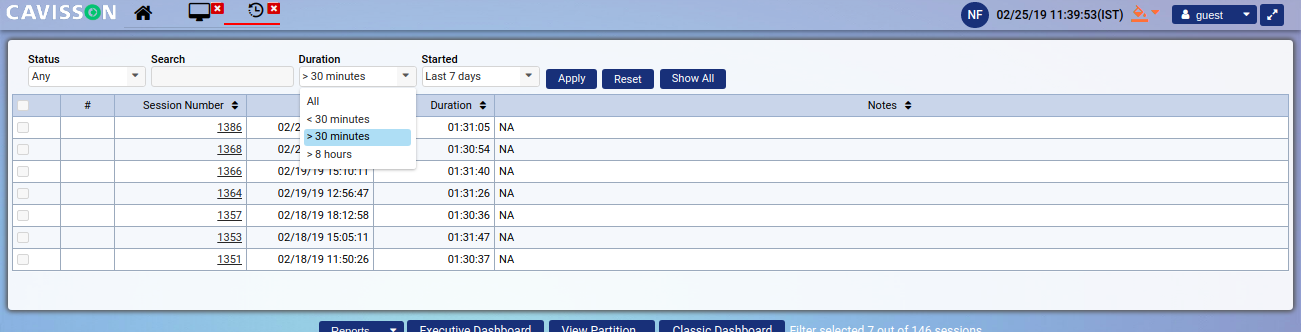 CAVISSON
NF 02/25/19 11:39:53(IST) guest
Status Search Duration Started
Any > 30 minutes Last 7 days Apply Reset Show All
All
< 30 minutes
> 30 minutes
> 8 hours
# Session Number Duration Notes
1386 02/2 01:31:05 NA
1368 02/2 01:30:54 NA
1366 02/19/19 15:10:11 01:31:40 NA
1364 02/19/19 12:56:47 01:31:26 NA
1357 02/18/19 18:12:58 01:30:36 NA
1353 02/18/19 15:05:11 01:31:47 NA
1351 02/18/19 11:50:26 01:30:37 NA
Reports Executive Dashboard View Partition Classic Dashboard Filter selected 7 out of 146 sessions